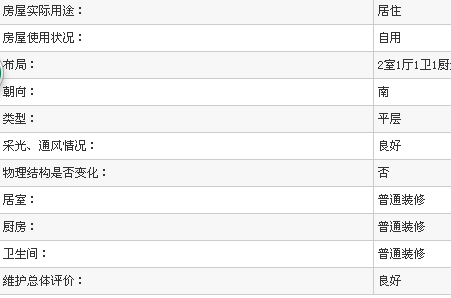 房屋实际用途： 居住
房屋使用状况： 自用
布局： 2室1厅1卫1厨
朝向： 南
类型： 平层
采光、通风情况： 良好
物理结构是否变化： 否
居室： 普通装修
厨房： 普通装修
卫生间： 普通装修
维护总体评价： 良好